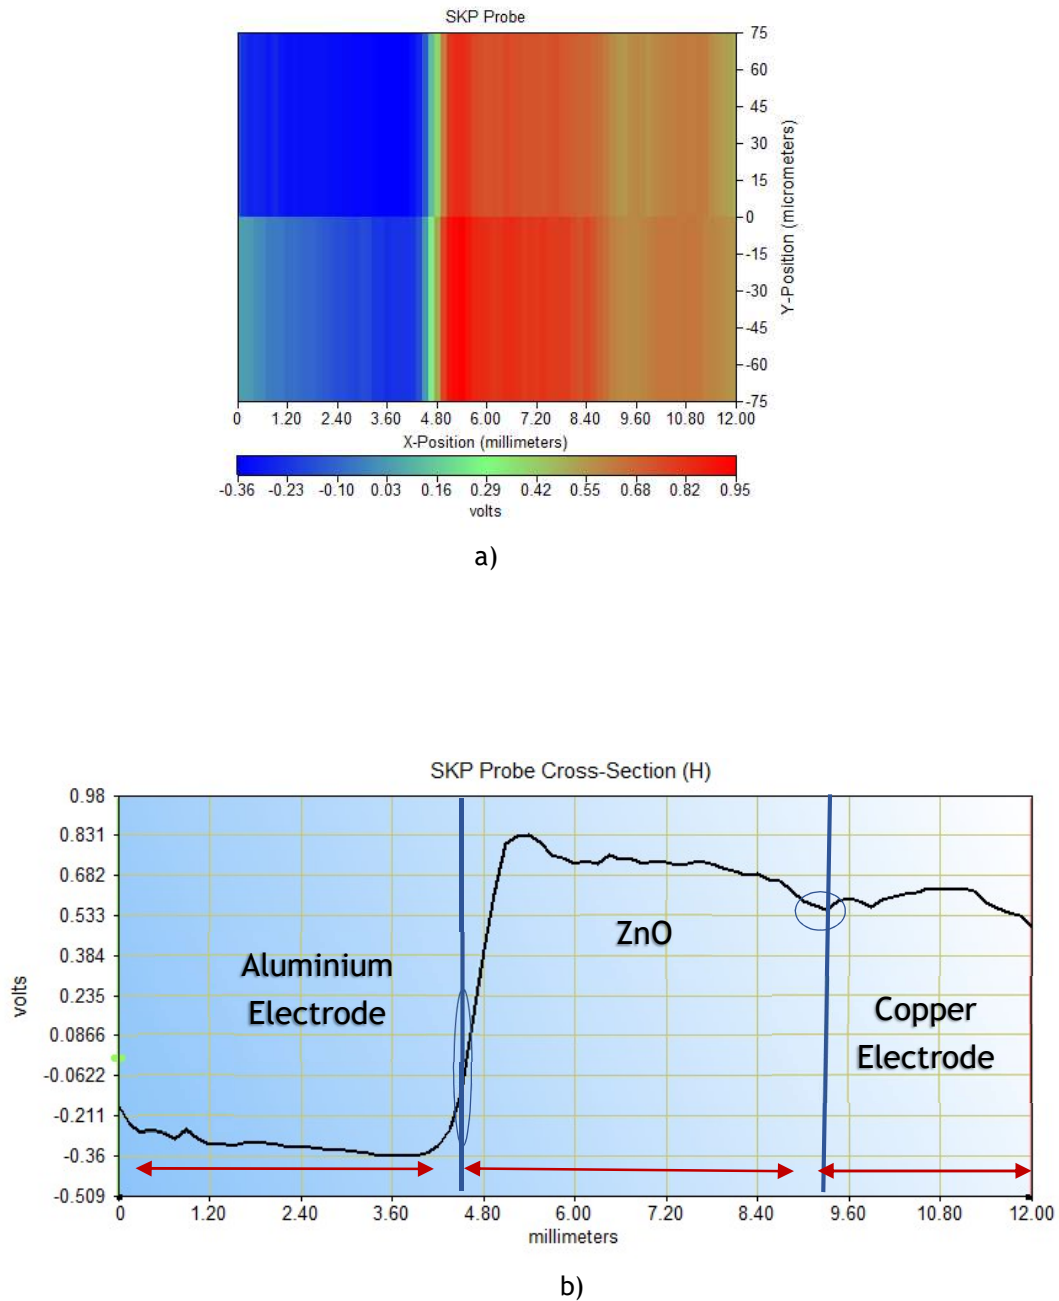 SKP Probe
75
60
45
30
15
0
-15
-30
-45
-60
-75
Y-Position (micrometers)
0 1.20 2.40 3.60 4.80 6.00 7.20 8.40 9.60 10.80 12.00
X-Position (millimeters)
-0.36 -0.23 -0.10 0.03 0.16 0.29 0.42 0.55 0.68 0.82 0.95
volts
a)
SKP Probe Cross-Section (H)
0.98
0.831
0.682
0.533
0.384
0.235
0.0866
-0.0622
-0.211
-0.36
-0.509
volts
Aluminium
Electrode
ZnO
Copper
Electrode
0 1.20 2.40 3.60 4.80 6.00 7.20 8.40 9.60 10.80 12.00
millimeters
b)